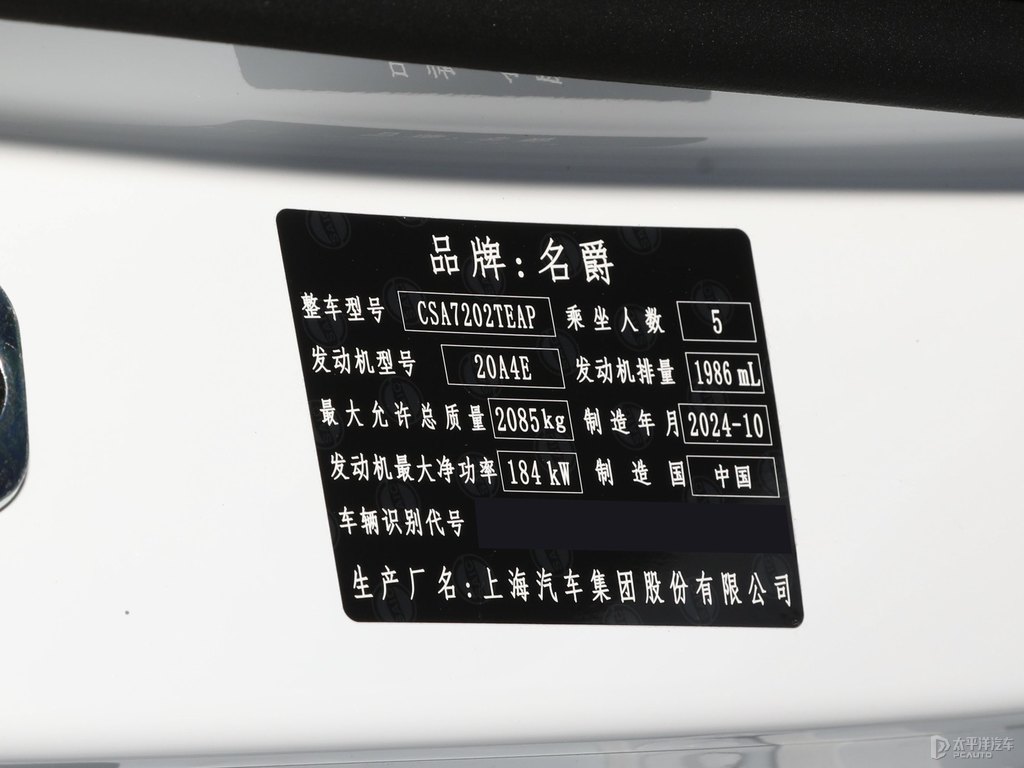 品牌:名爵
整车型号 CSA7202TEAP 乘坐人数 5
发动机型号 20A4E 发动机排量 1986 mL
最大允许总质量 2085kg 制造年月 2024-10
发动机最大净功率 184 kW 制造国 中国
车辆识别代号
生产厂名:上海汽车集团股份有限公司
太平洋汽车
PCAUTO